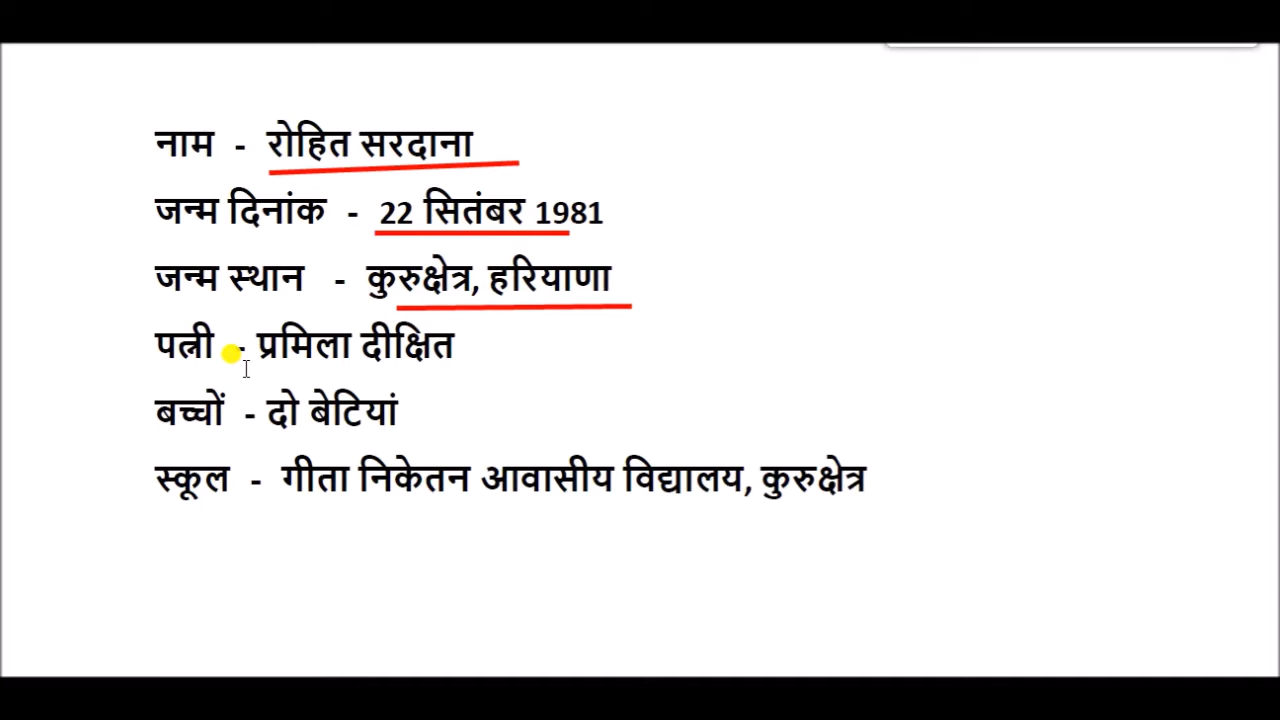 नाम - रोहित सरदाना
जन्म दिनांक - 22 सितंबर 1981
जन्म स्थान - कुरुक्षेत्र, हरियाणा
पत्नी - प्रमिला दीक्षित
बच्चों - दो बेटियां
स्कूल - गीता निकेतन आवासीय विद्यालय, कुरुक्षेत्र